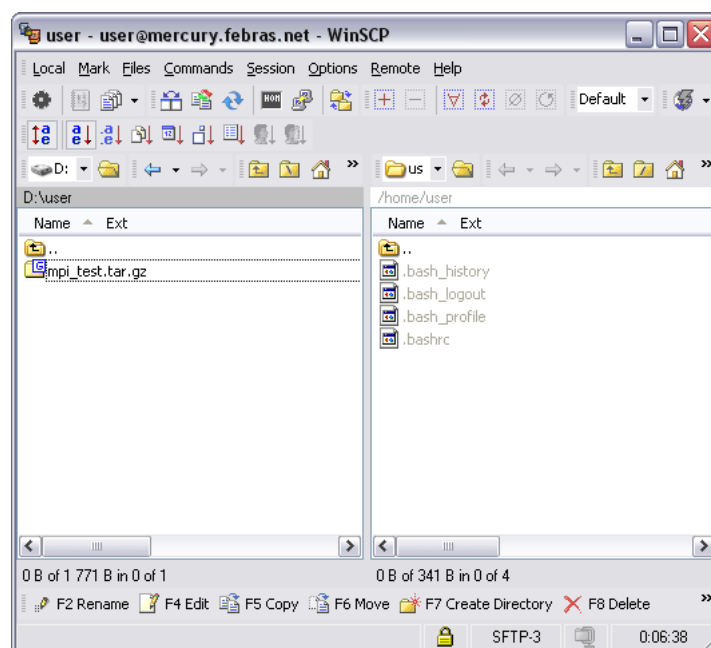 user - user@mercury.febras.net - WinSCP
Local Mark Files Commands Session Options Remote Help
Default
D: us
D:\user /home/user
Name Ext Name Ext
.. ..
mpi_test.tar.gz .bash_history
.bash_logout
.bash_profile
.bashrc
0 B of 1 771 B in 0 of 1 0 B of 341 B in 0 of 4
F2 Rename F4 Edit F5 Copy F6 Move F7 Create Directory F8 Delete
SFTP-3 0:06:38